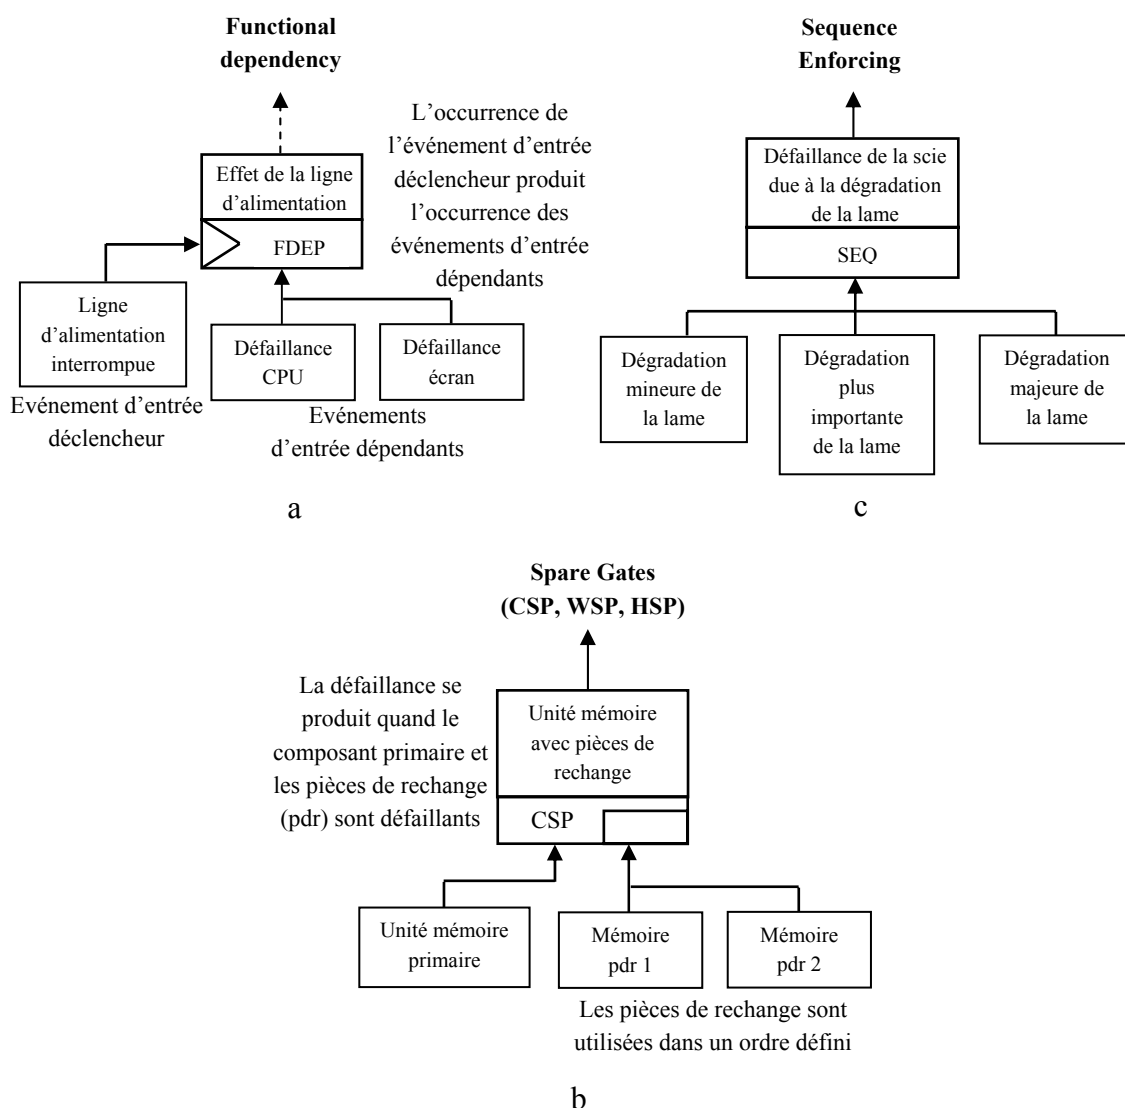 Functional
dependency
L’occurrence de
l’événement d’entrée
déclencheur produit
l’occurrence des
événements d’entrée
dépendants
Effet de la ligne
d’alimentation
FDEP
Ligne
d’alimentation
interrompue
Défaillance
CPU
Défaillance
écran
Evénement d’entrée
déclencheur
Evénements
d’entrée dépendants
a
Sequence
Enforcing
Défaillance de la scie
due à la dégradation
de la lame
SEQ
Dégradation
mineure de
la lame
Dégradation
plus
importante
de la lame
Dégradation
majeure de
la lame
c
Spare Gates
(CSP, WSP, HSP)
La défaillance se
produit quand le
composant primaire et
les pièces de rechange
(pdr) sont défaillants
Unité mémoire
avec pièces de
rechange
CSP
Unité mémoire
primaire
Mémoire
pdr 1
Mémoire
pdr 2
Les pièces de rechange sont
utilisées dans un ordre défini
b